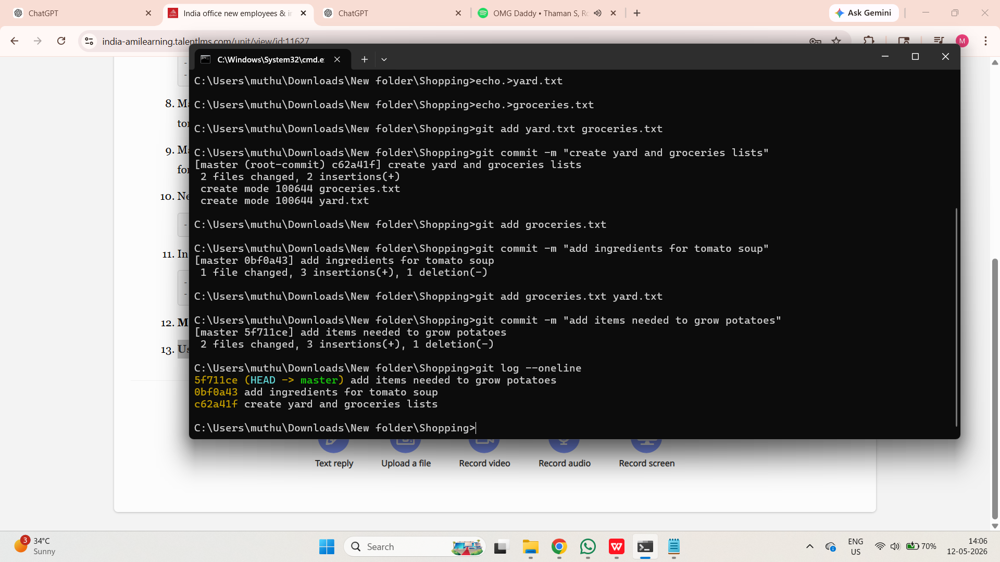 ChatGPT
India office new employees & i
ChatGPT
OMG Daddy • Thaman S, Ro
Ask Gemini
india-amilearning.talentlms.com/unit/view/id:11627
M
C:\Windows\System32\cmd.e
C:\Users\muthu\Downloads\New folder\Shopping>echo.>yard.txt
C:\Users\muthu\Downloads\New folder\Shopping>echo.>groceries.txt
C:\Users\muthu\Downloads\New folder\Shopping>git add yard.txt groceries.txt
C:\Users\muthu\Downloads\New folder\Shopping>git commit -m "create yard and groceries lists"
[master (root-commit) c62a41f] create yard and groceries lists
2 files changed, 2 insertions(+)
create mode 100644 groceries.txt
create mode 100644 yard.txt
C:\Users\muthu\Downloads\New folder\Shopping>git add groceries.txt
C:\Users\muthu\Downloads\New folder\Shopping>git commit -m "add ingredients for tomato soup"
[master 0bf0a43] add ingredients for tomato soup
1 file changed, 3 insertions(+), 1 deletion(-)
C:\Users\muthu\Downloads\New folder\Shopping>git add groceries.txt yard.txt
C:\Users\muthu\Downloads\New folder\Shopping>git commit -m "add items needed to grow potatoes"
[master 5f711ce] add items needed to grow potatoes
2 files changed, 3 insertions(+), 1 deletion(-)
C:\Users\muthu\Downloads\New folder\Shopping>git log --oneline
5f711ce (HEAD -> master) add items needed to grow potatoes
0bf0a43 add ingredients for tomato soup
c62a41f create yard and groceries lists
C:\Users\muthu\Downloads\New folder\Shopping>
8.
9.
10.
11. In
12.
13.
Text reply
Upload a file
Record video
Record audio
Record screen
3
34°C
Sunny
Search
ENG
US
70%
14:06
12-05-2026